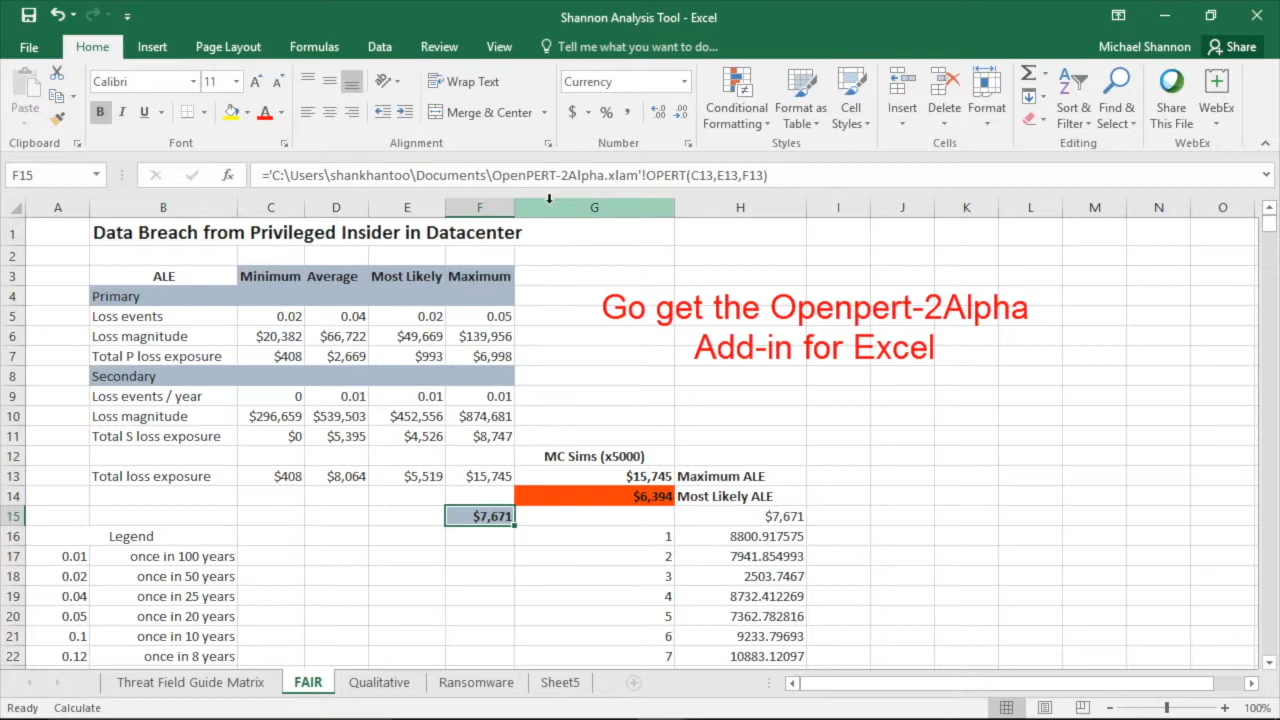 Shannon Analysis Tool - Excel
File Home Insert Page Layout Formulas Data Review View Tell me what you want to do... Michael Shannon Share
Paste Calibri 11 A A Wrap Text Currency Conditional Formatting Format as Table Cell Styles Insert Delete Format Sort & Filter Find & Select Share This File WebEx
B I U A Merge & Center $ % ,
Clipboard Font Alignment Number Styles Cells Editing WebEx
F15 fx ='C:\Users\shankhantoo\Documents\OpenPERT-2Alpha.xlam'!OPERT(C13,E13,F13)
A B C D E F G H I J K L M N O
1 Data Breach from Privileged Insider in Datacenter
2
3 ALE Minimum Average Most Likely Maximum
4 Primary
Go get the Openpert-2Alpha
5 Loss events 0.02 0.04 0.02 0.05
6 Loss magnitude $20,382 $66,722 $49,669 $139,956
Add-in for Excel
7 Total P loss exposure $408 $2,669 $993 $6,998
8 Secondary
9 Loss events / year 0 0.01 0.01 0.01
10 Loss magnitude $296,659 $539,503 $452,556 $874,681
11 Total S loss exposure $0 $5,395 $4,526 $8,747
12 MC Sims (x5000)
13 Total loss exposure $408 $8,064 $5,519 $15,745 $15,745 Maximum ALE
14 $6,394 Most Likely ALE
15 $7,671 $7,671
16 Legend 1 8800.917575
17 0.01 once in 100 years 2 7941.854993
18 0.02 once in 50 years 3 2503.7467
19 0.04 once in 25 years 4 8732.412269
20 0.05 once in 20 years 5 7362.782816
21 0.1 once in 10 years 6 9233.79693
22 0.12 once in 8 years 7 10883.12097
Threat Field Guide Matrix FAIR Qualitative Ransomware Sheet5
Ready Calculate 100%